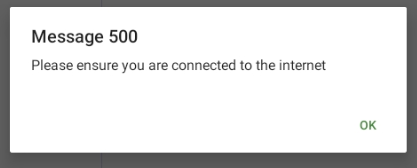 Message 500
Please ensure you are connected to the internet
OK